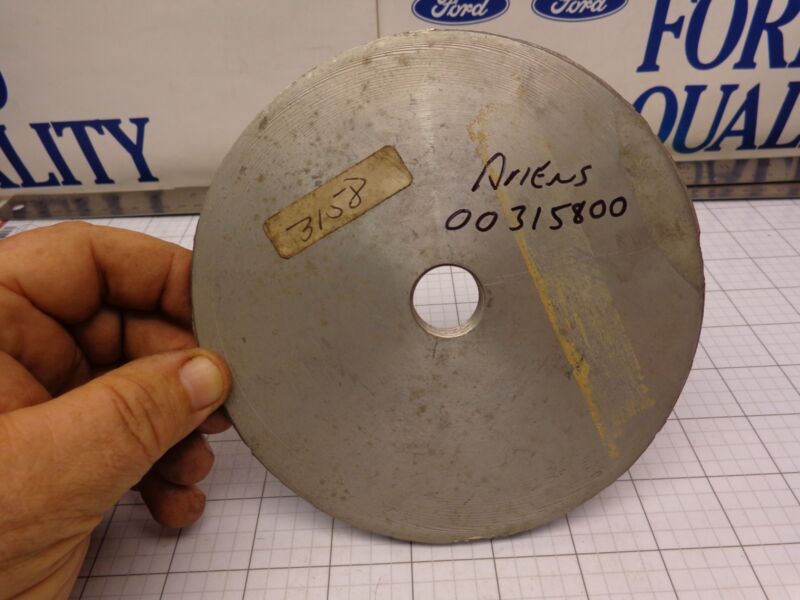 Ford Ford
FOR
QUAL
ALITY
3158
ARIENS
00315800